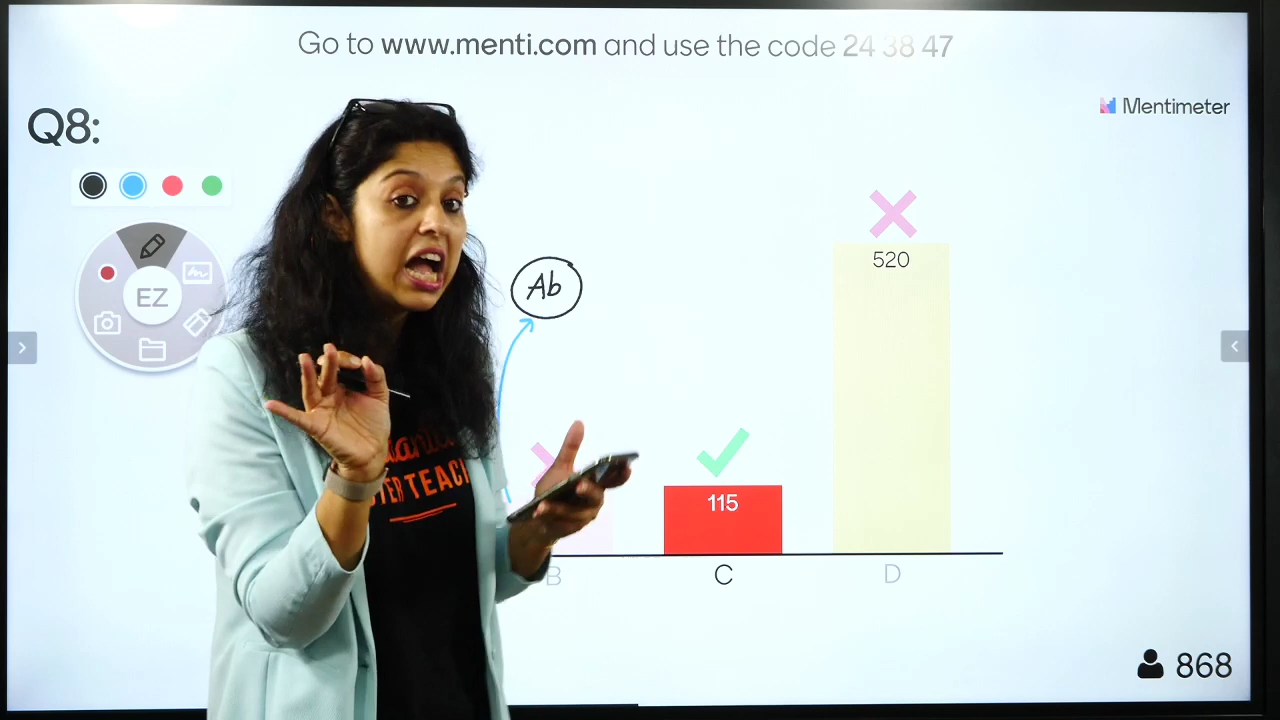 Go to www.menti.com and use the code 24 38 47
Mentimeter
Q8:
EZ
Ab
520
115
B
C
D
868